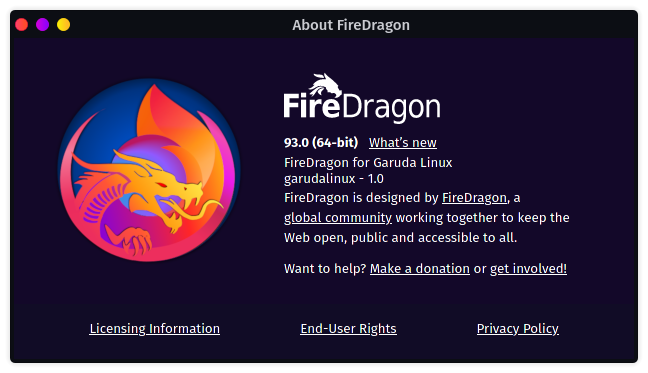 About FireDragon
FireDragon
93.0 (64-bit) What's new
FireDragon for Garuda Linux
garudalinux - 1.0
FireDragon is designed by FireDragon, a
global community working together to keep the
Web open, public and accessible to all.
Want to help? Make a donation or get involved!
Licensing Information End-User Rights Privacy Policy